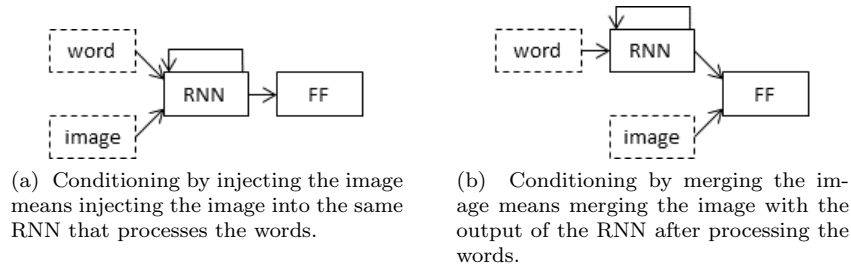 word
RNN
FF
image
(a) Conditioning by injecting the image
means injecting the image into the same
RNN that processes the words.
word
RNN
FF
image
(b) Conditioning by merging the im-
age means merging the image with the
output of the RNN after processing the
words.